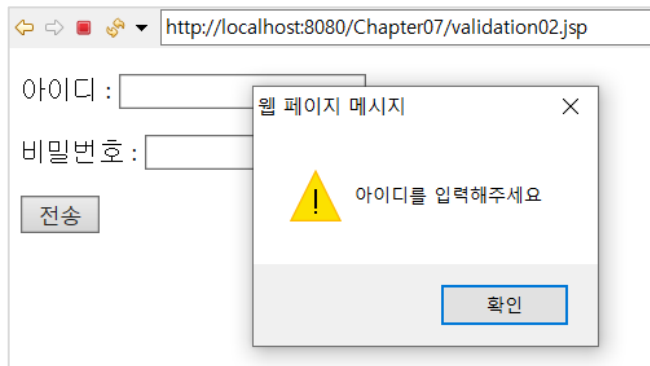 http://localhost:8080/Chapter07/validation02.jsp
아이디 :
웹 페이지 메시지
비밀번호 :
아이디를 입력해주세요
전송
확인